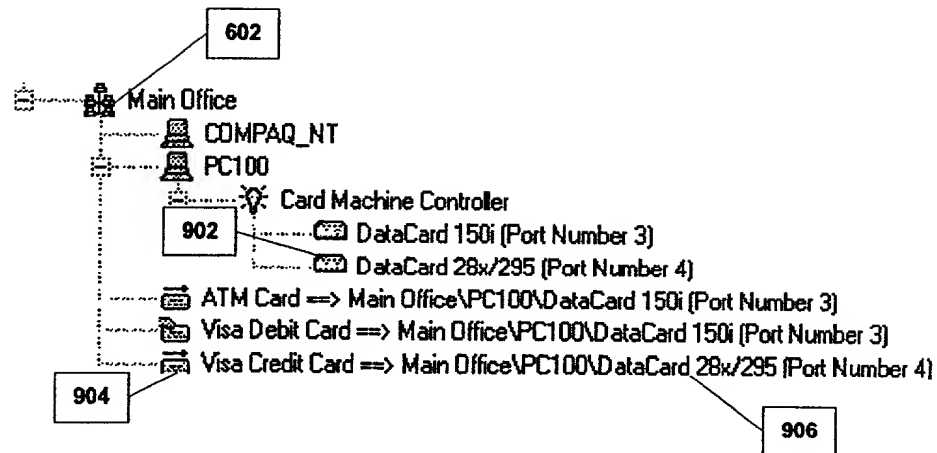 602
Main Office
COMPAQ_NT
PC100
Card Machine Controller
902
DataCard 150i (Port Number 3)
DataCard 28x/295 (Port Number 4)
ATM Card ==> Main Office\PC100\DataCard 150i (Port Number 3)
Visa Debit Card ==> Main Office\PC100\DataCard 150i (Port Number 3)
Visa Credit Card ==> Main Office\PC100\DataCard 28x/295 (Port Number 4)
904
906